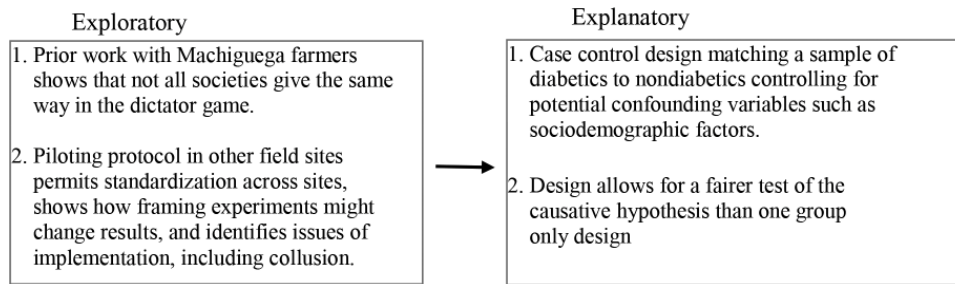 Exploratory
1. Prior work with Machiguega farmers
shows that not all societies give the same
way in the dictator game.
2. Piloting protocol in other field sites
permits standardization across sites,
shows how framing experiments might
change results, and identifies issues of
implementation, including collusion.
Explanatory
1. Case control design matching a sample of
diabetics to nondiabetics controlling for
potential confounding variables such as
sociodemographic factors.
2. Design allows for a fairer test of the
causative hypothesis than one group
only design